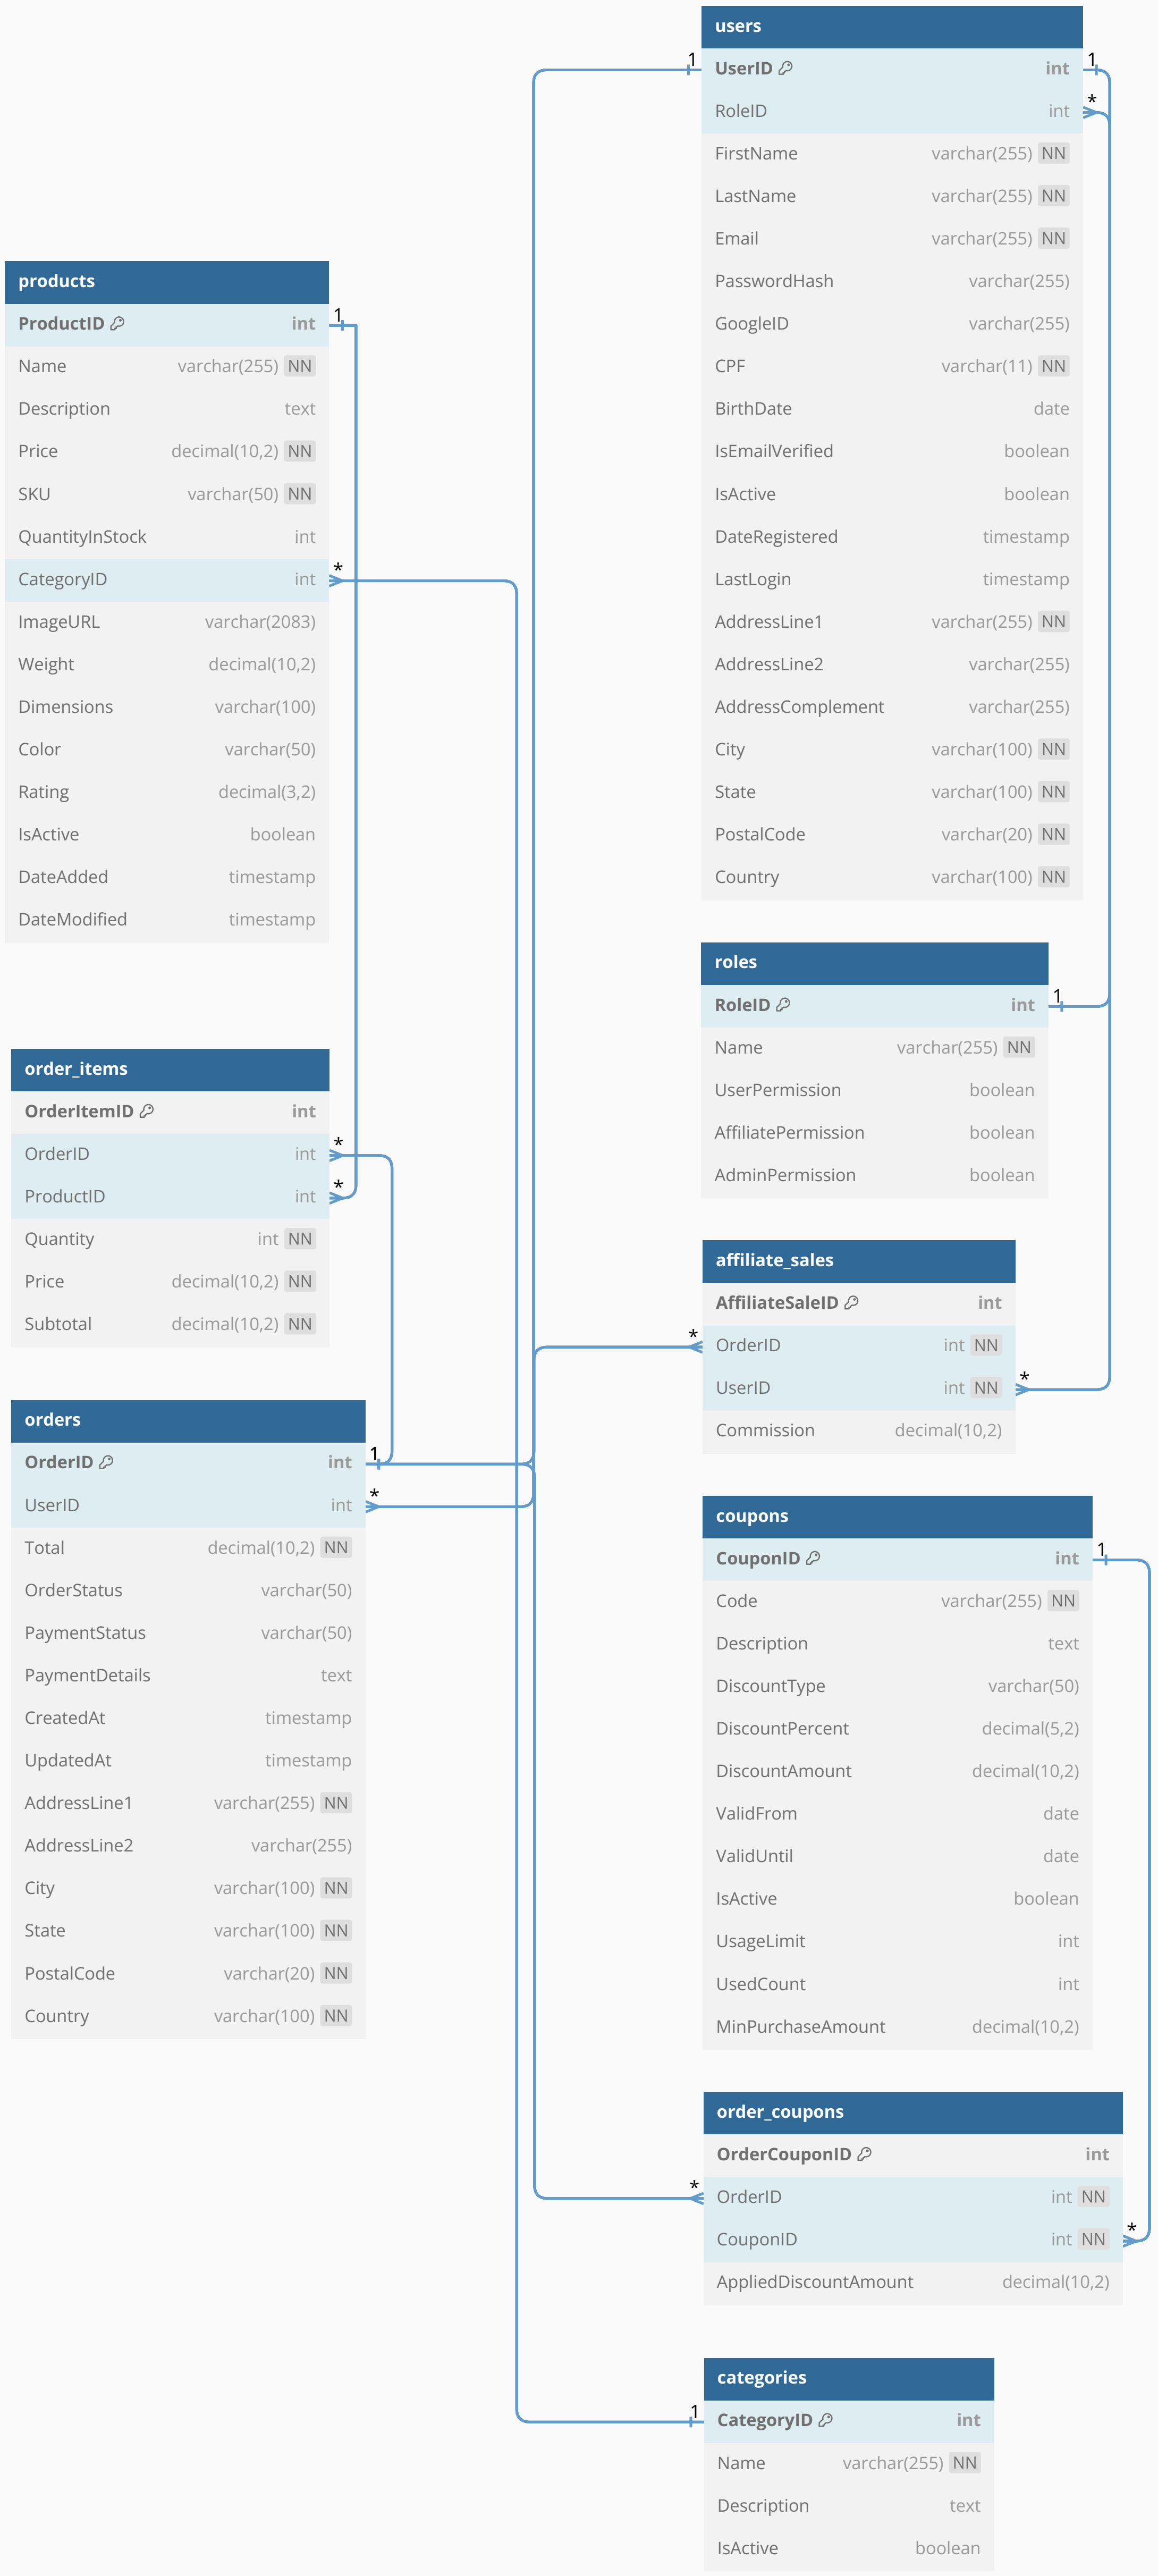 users
UserID int
RoleID int
FirstName varchar(255) NN
LastName varchar(255) NN
Email varchar(255) NN
PasswordHash varchar(255)
GoogleID varchar(255)
CPF varchar(11) NN
BirthDate date
IsEmailVerified boolean
IsActive boolean
DateRegistered timestamp
LastLogin timestamp
AddressLine1 varchar(255) NN
AddressLine2 varchar(255)
AddressComplement varchar(255)
City varchar(100) NN
State varchar(100) NN
PostalCode varchar(20) NN
Country varchar(100) NN
1
1
*
products
ProductID int
Name varchar(255) NN
Description text
Price decimal(10,2) NN
SKU varchar(50) NN
QuantityInStock int
CategoryID int
ImageURL varchar(2083)
Weight decimal(10,2)
Dimensions varchar(100)
Color varchar(50)
Rating decimal(3,2)
IsActive boolean
DateAdded timestamp
DateModified timestamp
1
*
roles
RoleID int
Name varchar(255) NN
UserPermission boolean
AffiliatePermission boolean
AdminPermission boolean
1
order_items
OrderItemID int
OrderID int
ProductID int
Quantity int NN
Price decimal(10,2) NN
Subtotal decimal(10,2) NN
*
*
affiliate_sales
AffiliateSaleID int
OrderID int NN
UserID int NN
Commission decimal(10,2)
*
*
orders
OrderID int
UserID int
Total decimal(10,2) NN
OrderStatus varchar(50)
PaymentStatus varchar(50)
PaymentDetails text
CreatedAt timestamp
UpdatedAt timestamp
AddressLine1 varchar(255) NN
AddressLine2 varchar(255)
City varchar(100) NN
State varchar(100) NN
PostalCode varchar(20) NN
Country varchar(100) NN
1
*
coupons
CouponID int
Code varchar(255) NN
Description text
DiscountType varchar(50)
DiscountPercent decimal(5,2)
DiscountAmount decimal(10,2)
ValidFrom date
ValidUntil date
IsActive boolean
UsageLimit int
UsedCount int
MinPurchaseAmount decimal(10,2)
1
order_coupons
OrderCouponID int
OrderID int NN
CouponID int NN
AppliedDiscountAmount decimal(10,2)
*
*
categories
CategoryID int
Name varchar(255) NN
Description text
IsActive boolean
1